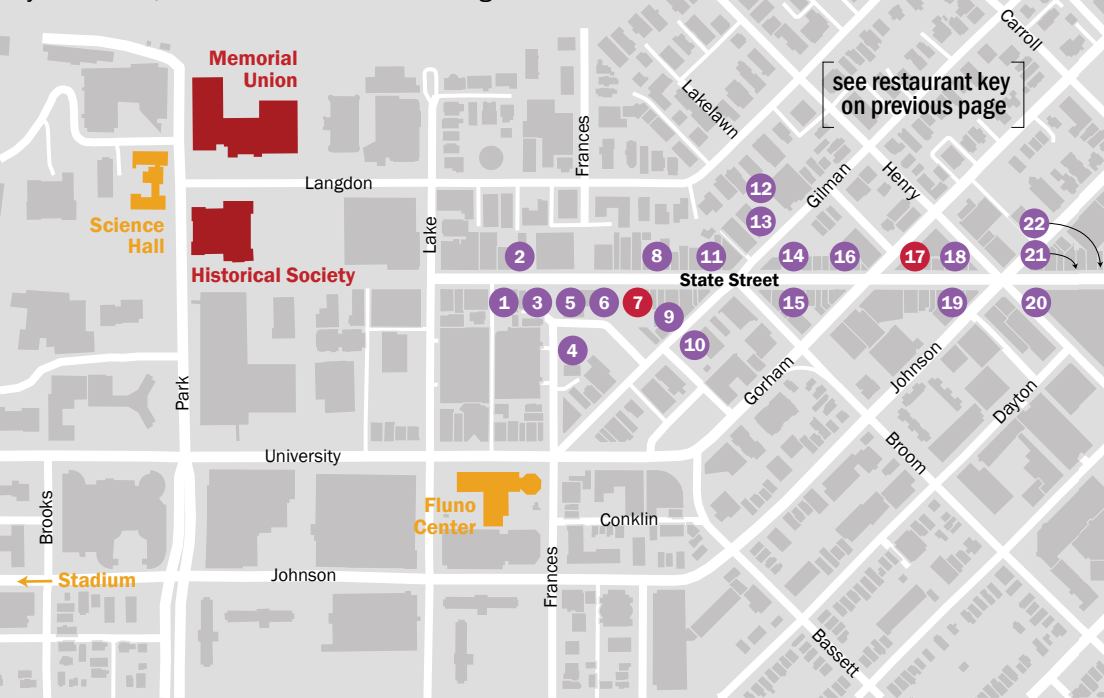 Carroll
Memorial
Union
see restaurant key
on previous page
Lakelawn
Frances
Langdon
Gilman
Henry
12
Science
Hall
13
22
Lake
Historical Society
2
8
11
14
16
17
18
21
State Street
1
3
5
6
7
9
15
19
20
4
10
Park
Gorham
Johnson
Dayton
University
Broom
Brooks
Fluno
Center
Conklin
Stadium
Johnson
Frances
Bassett